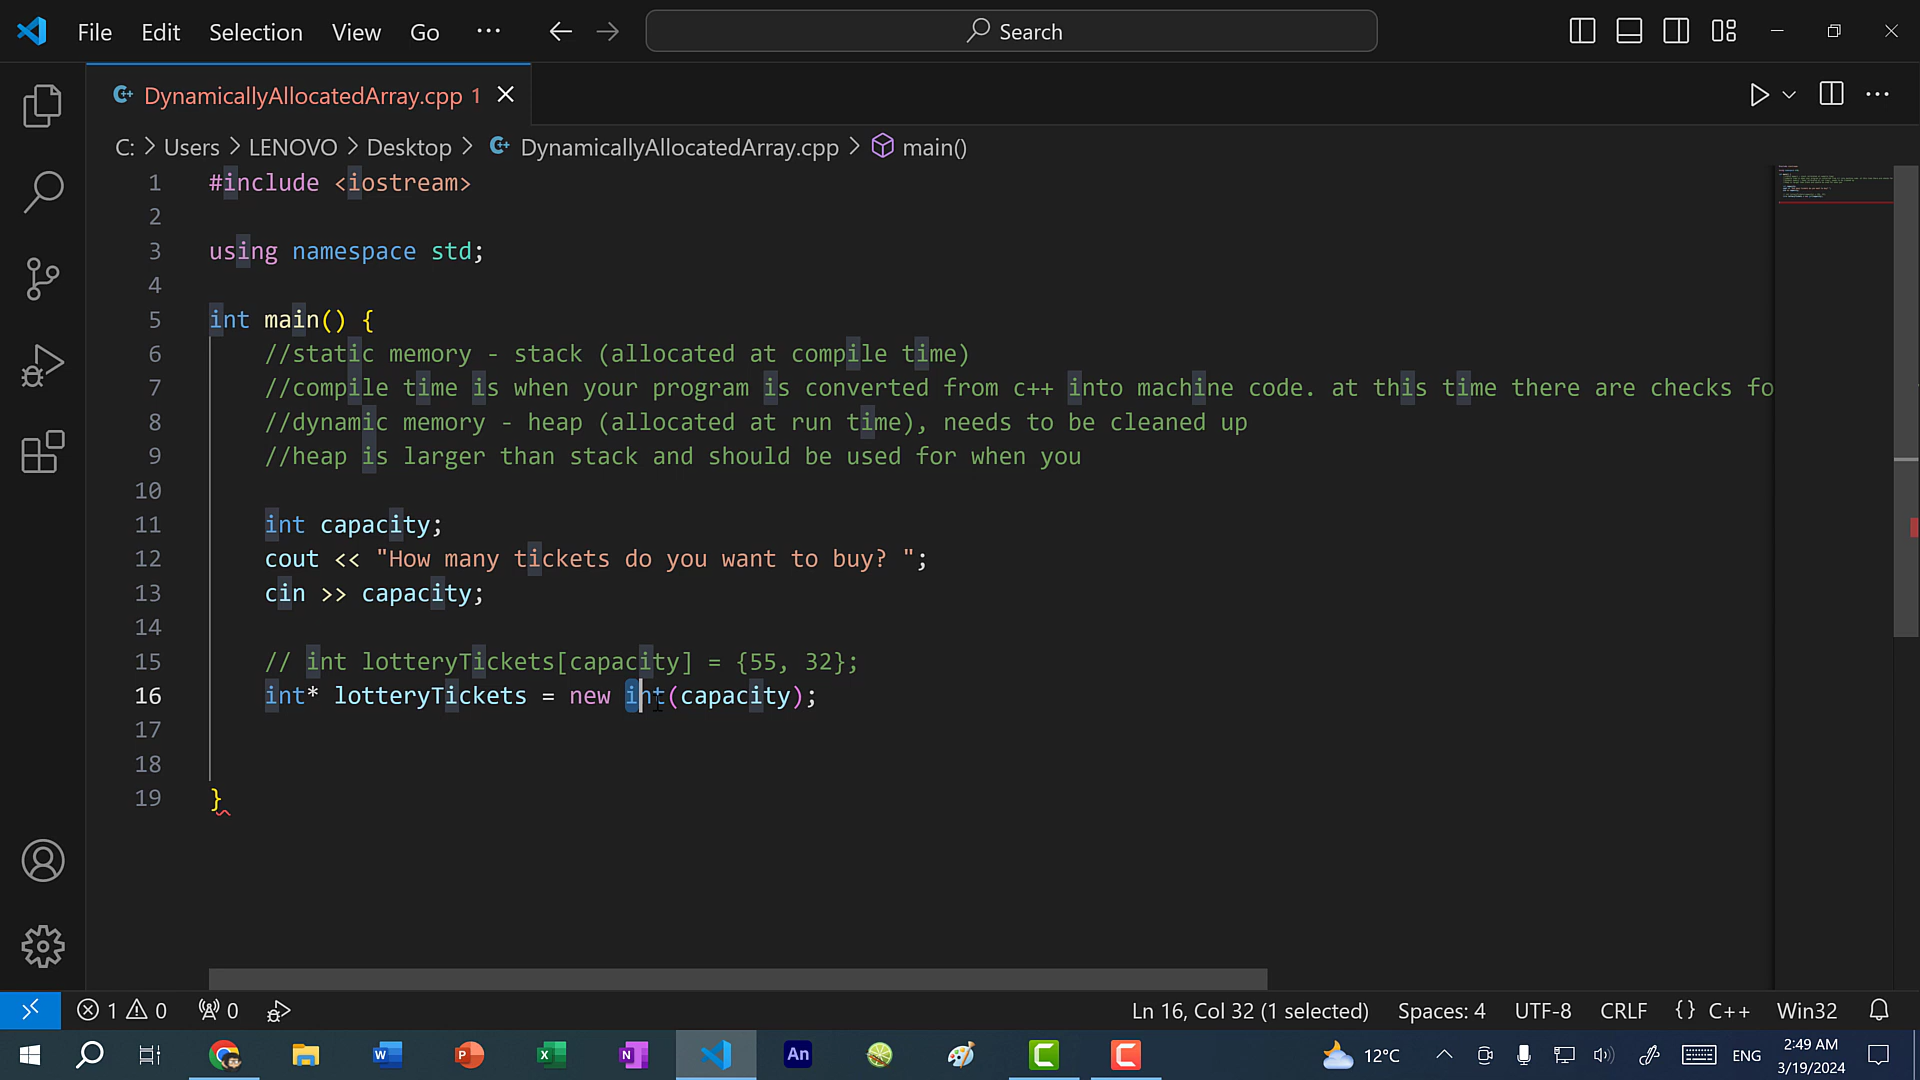 File Edit Selection View Go ··· Search
DynamicallyAllocatedArray.cpp 1
C: > Users > LENOVO > Desktop > DynamicallyAllocatedArray.cpp > main()
1 #include <iostream>
2
3 using namespace std;
4
5 int main() {
6 //static memory - stack (allocated at compile time)
7 //compile time is when your program is converted from c++ into machine code. at this time there are checks fo
8 //dynamic memory - heap (allocated at run time), needs to be cleaned up
9 //heap is larger than stack and should be used for when you
10
11 int capacity;
12 cout << "How many tickets do you want to buy? ";
13 cin >> capacity;
14
15 // int lotteryTickets[capacity] = {55, 32};
16 int* lotteryTickets = new int(capacity);
17
18
19 }
1 0 0 Ln 16, Col 32 (1 selected) Spaces: 4 UTF-8 CRLF {} C++ Win32
An 12°C ENG 2:49 AM
3/19/2024